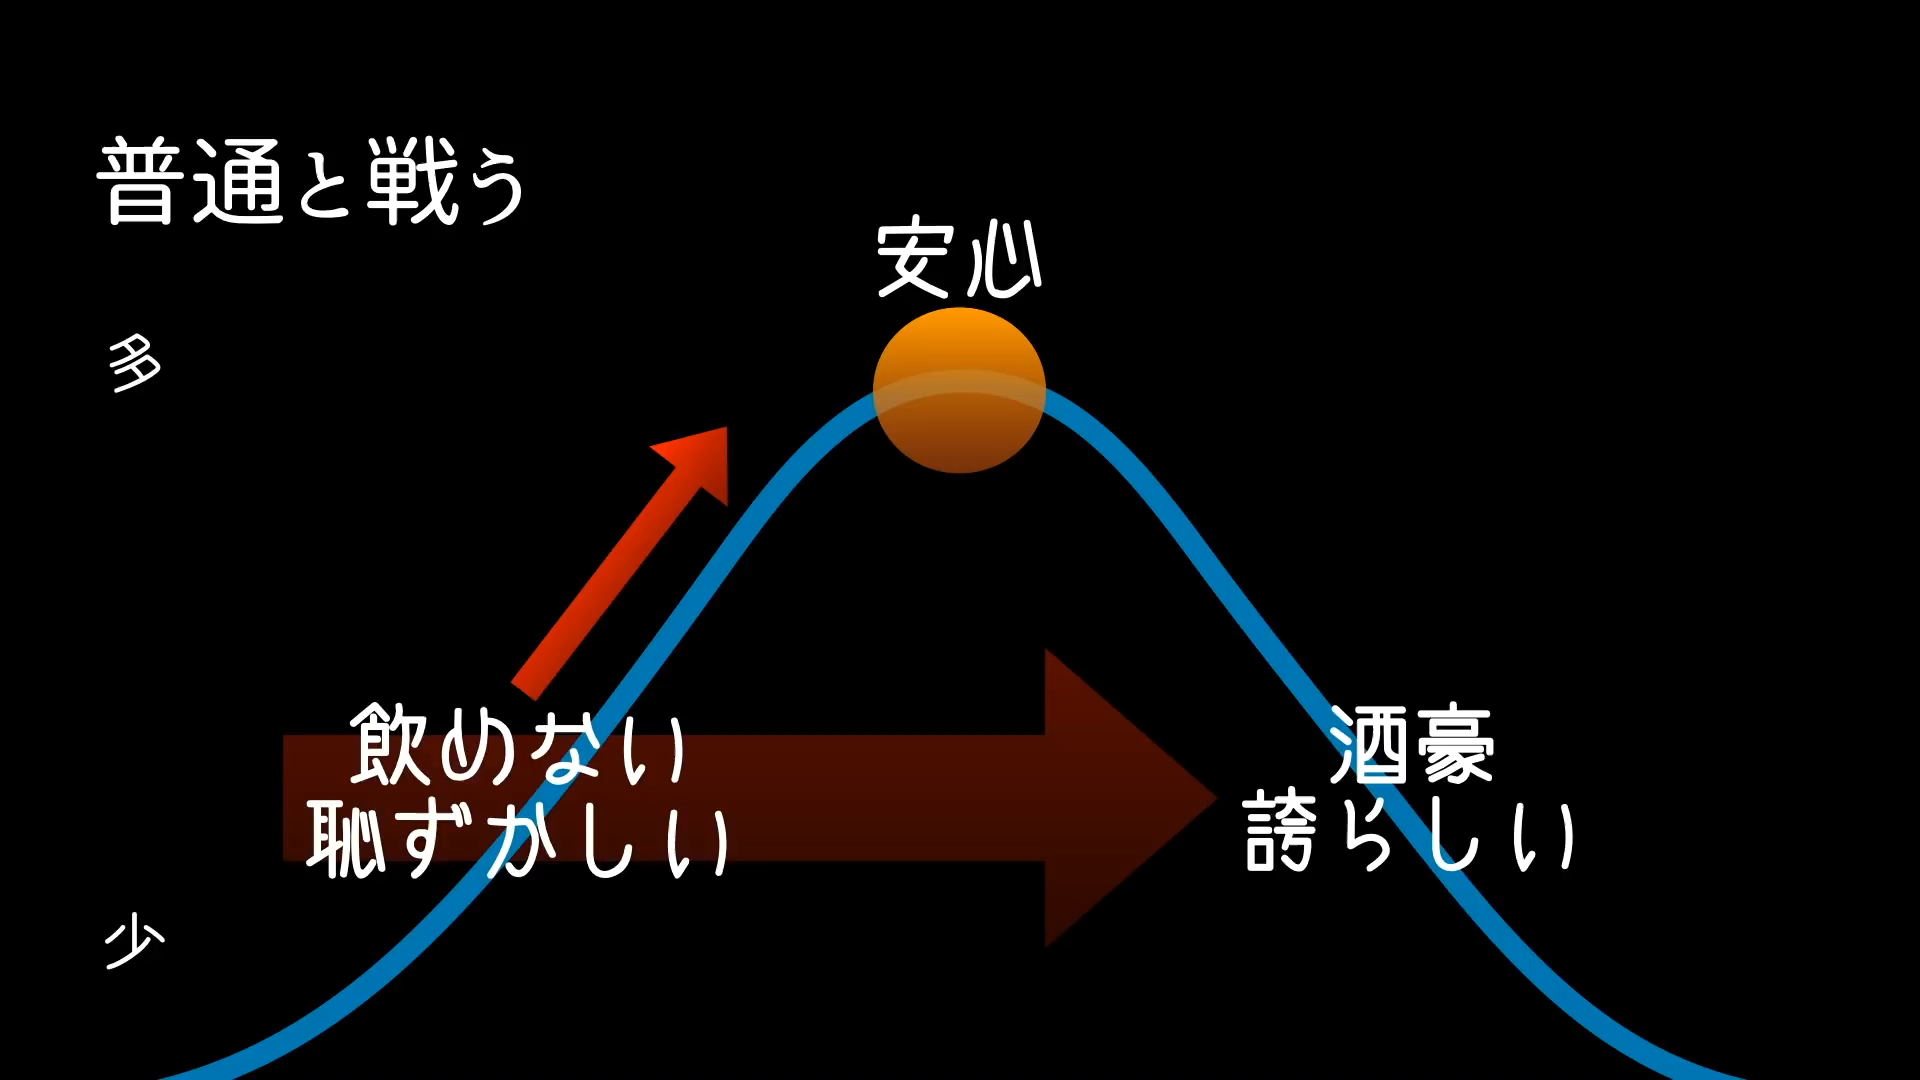 普通と戦う
安心
多
飲めない
恥ずかしい
酒豪
誇らしい
少